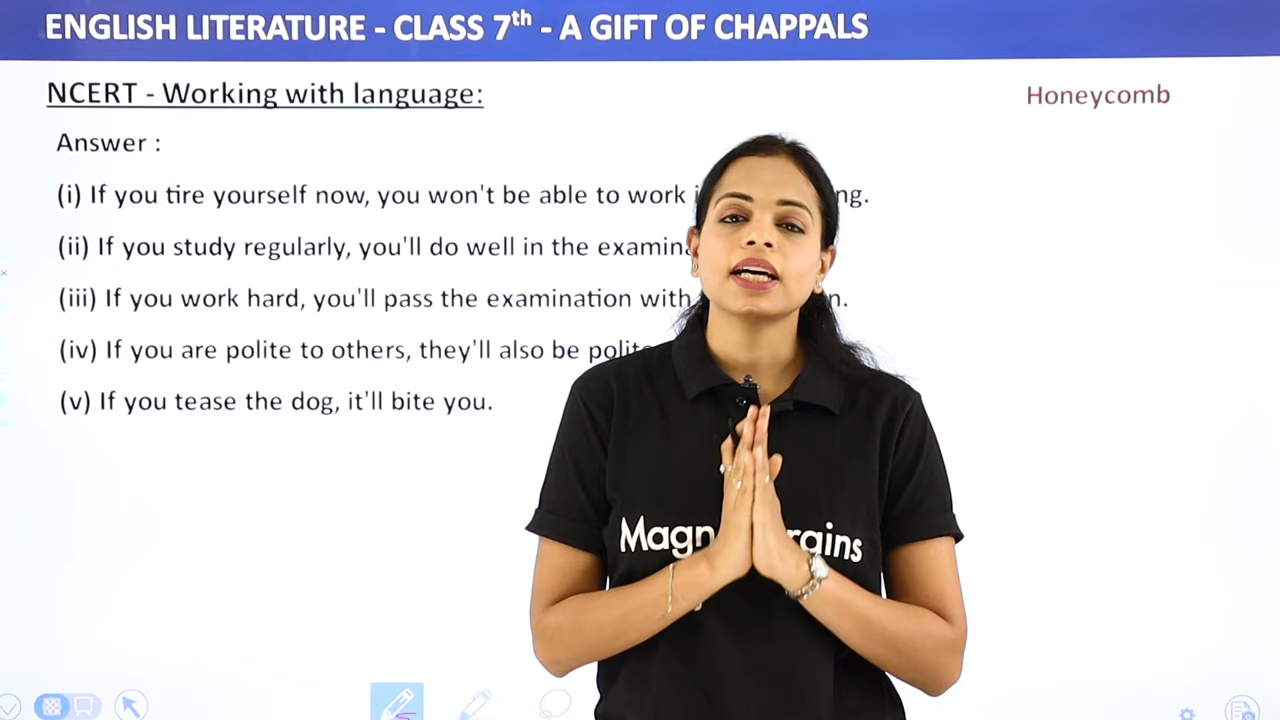 ENGLISH LITERATURE - CLASS 7th - A GIFT OF CHAPPALS
NCERT - Working with language:
Honeycomb
Answer :
(i) If you tire yourself now, you won't be able to work
(ii) If you study regularly, you'll do well in the
(iii) If you work hard, you'll pass the examination with
(iv) If you are polite to others, they'll also be polite
(v) If you tease the dog, it'll bite you.